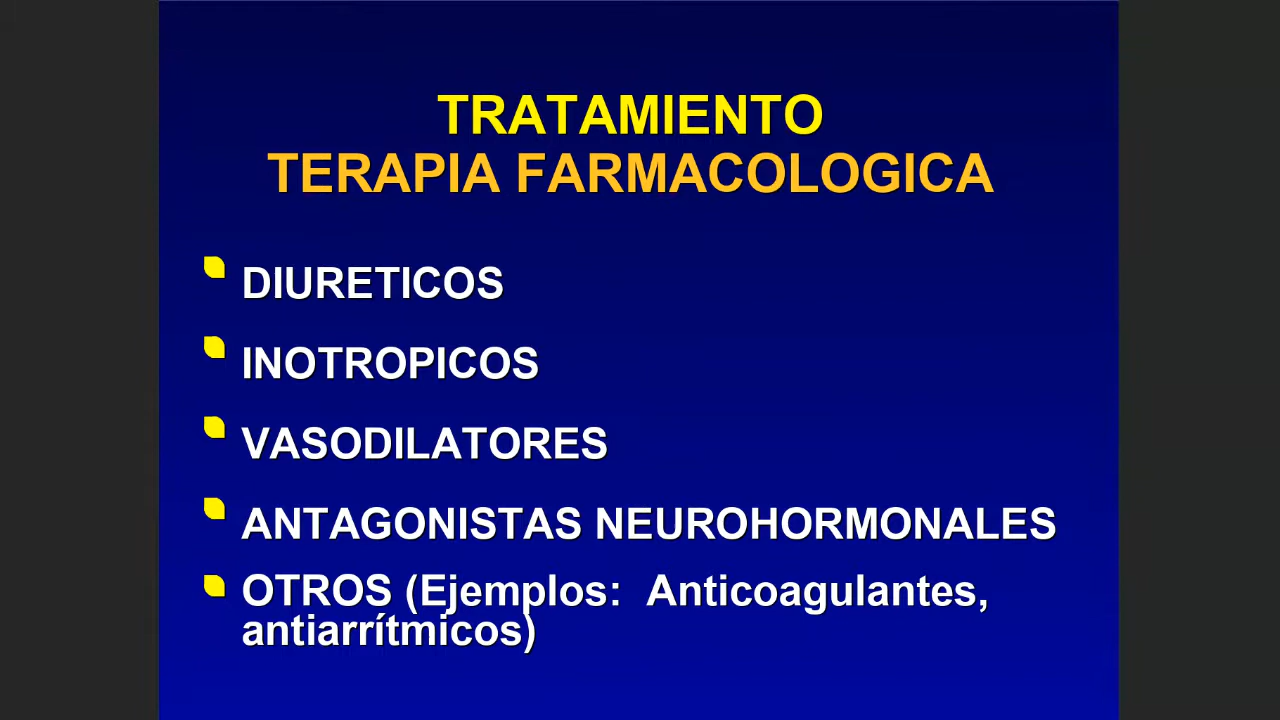 TRATAMIENTO
TERAPIA FARMACOLOGICA
DIURETICOS
INOTROPICOS
VASODILATORES
ANTAGONISTAS NEUROHORMONALES
OTROS (Ejemplos:  Anticoagulantes,
antiarrítmicos)